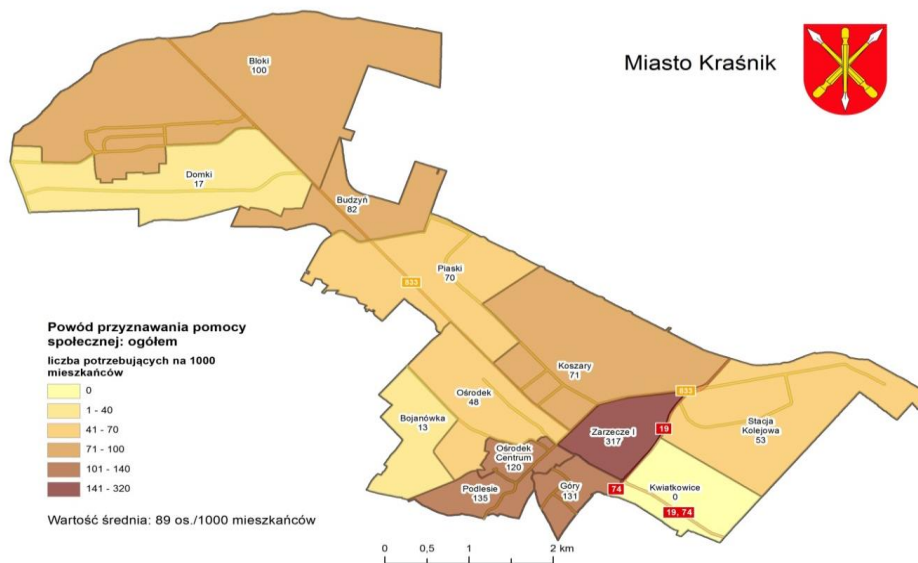 Miasto Kraśnik
Bloki
100
Domki
17
Budzyń
82
Piaski
70
833
Koszary
71
Ośrodek
48
Bojanówka
13
Ośrodek
Centrum
120
Podlesie
135
Góry
131
Zarzecze I
317
833
19
Stacja
Kolejowa
53
74
Kwiatkowice
0
19, 74
Powód przyznawania pomocy
społecznej: ogółem
liczba potrzebujących na 1000
mieszkańców
0
1 - 40
41 - 70
71 - 100
101 - 140
141 - 320
Wartość średnia: 89 os./1000 mieszkańców
0 0,5 1 2 km